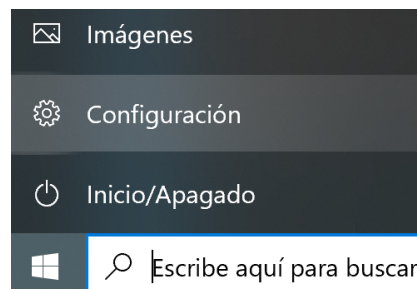 Imágenes
Configuración
Inicio/Apagado
Escribe aquí para buscar